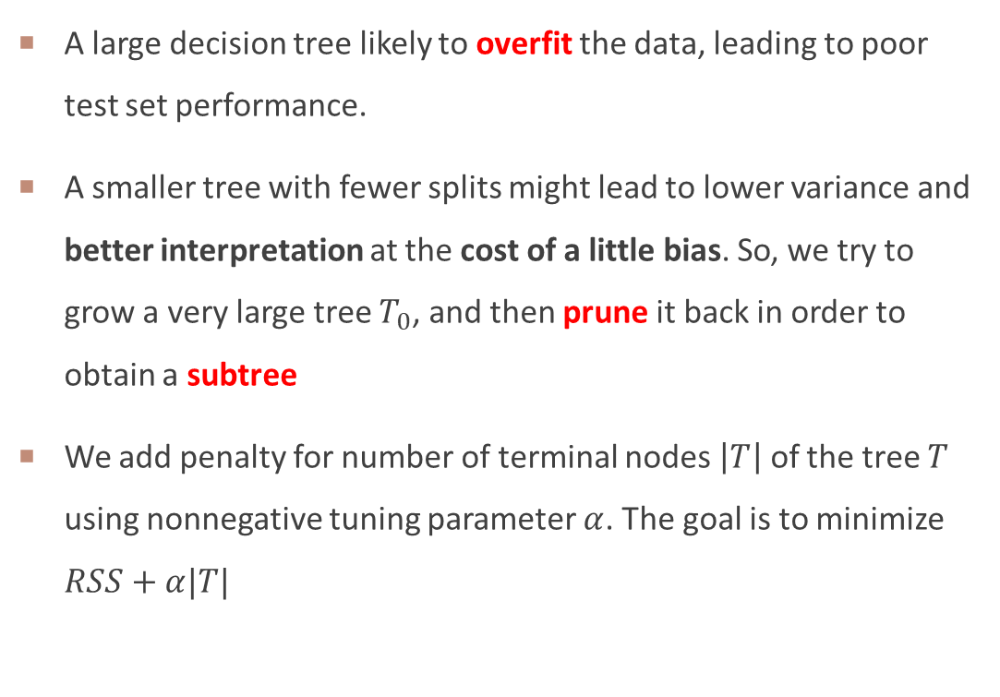 ▪ A large decision tree likely to overfit the data, leading to poor
test set performance.
▪ A smaller tree with fewer splits might lead to lower variance and
better interpretation at the cost of a little bias. So, we try to
grow a very large tree T₀, and then prune it back in order to
obtain a subtree
▪ We add penalty for number of terminal nodes |T| of the tree T
using nonnegative tuning parameter α. The goal is to minimize
RSS + α|T|